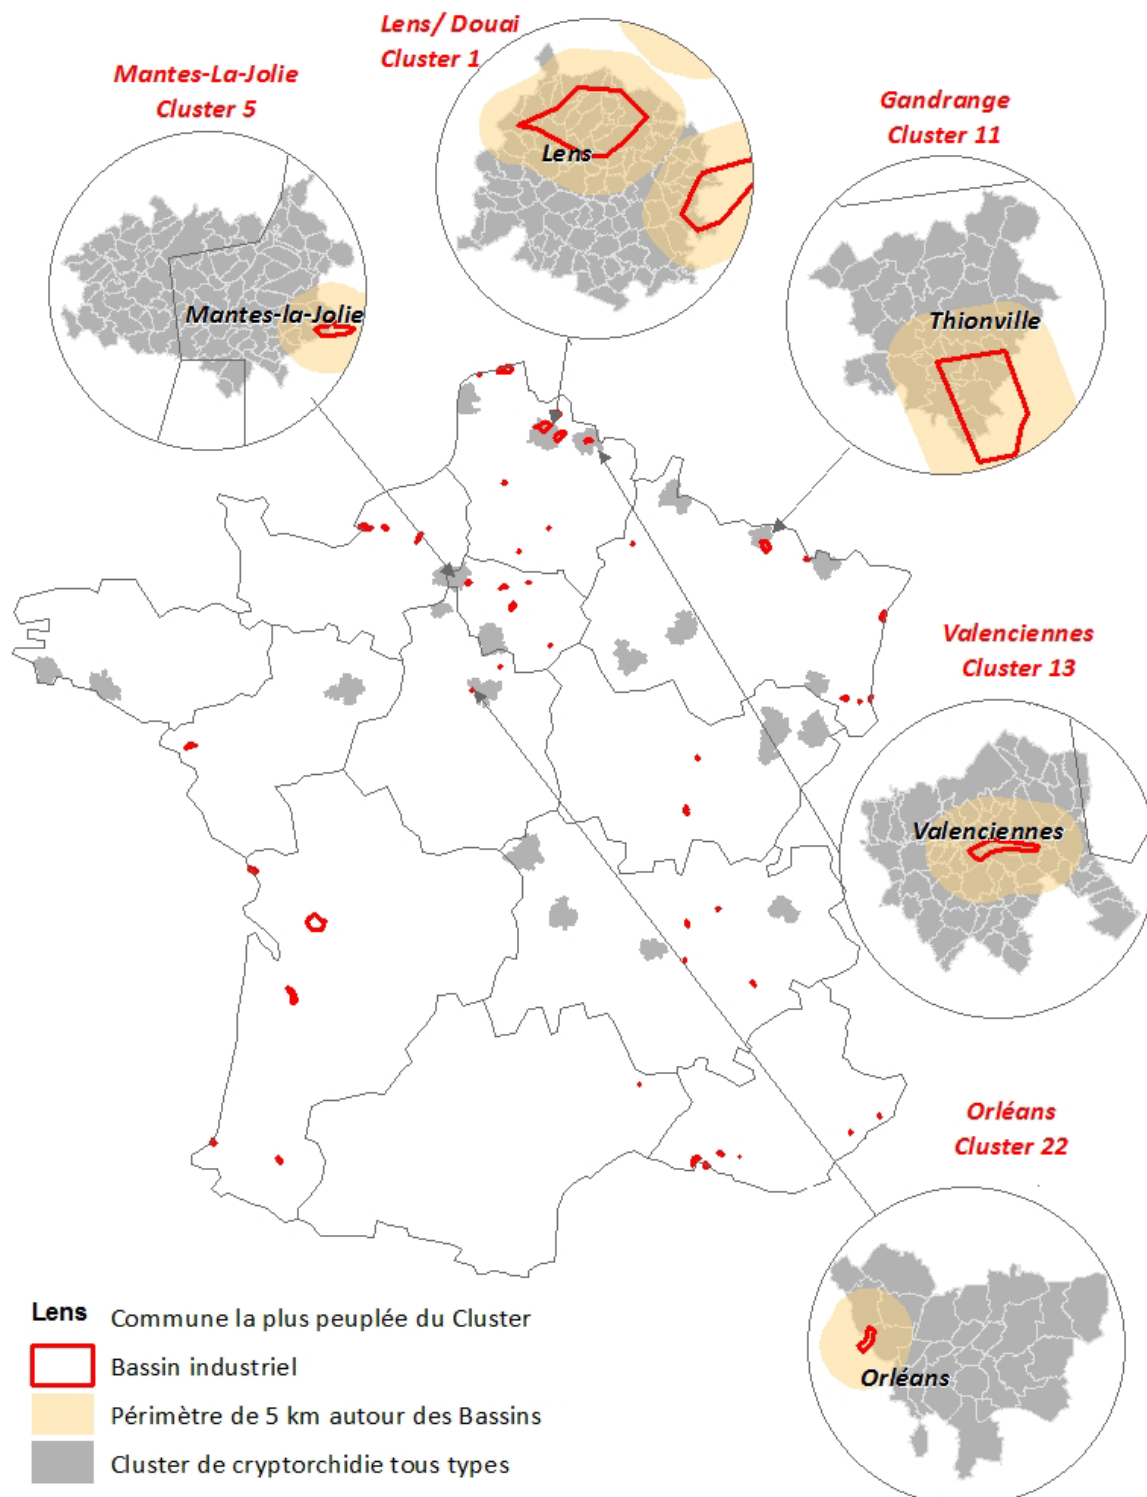 Lens/ Douai
Cluster 1
Mantes-La-Jolie
Cluster 5
Gandrange
Cluster 11
Lens
Mantes-la-Jolie
Thionville
Valenciennes
Cluster 13
Valenciennes
Orléans
Cluster 22
Orléans
Lens Commune la plus peuplée du Cluster
Bassin industriel
Périmètre de 5 km autour des Bassins
Cluster de cryptorchidie tous types